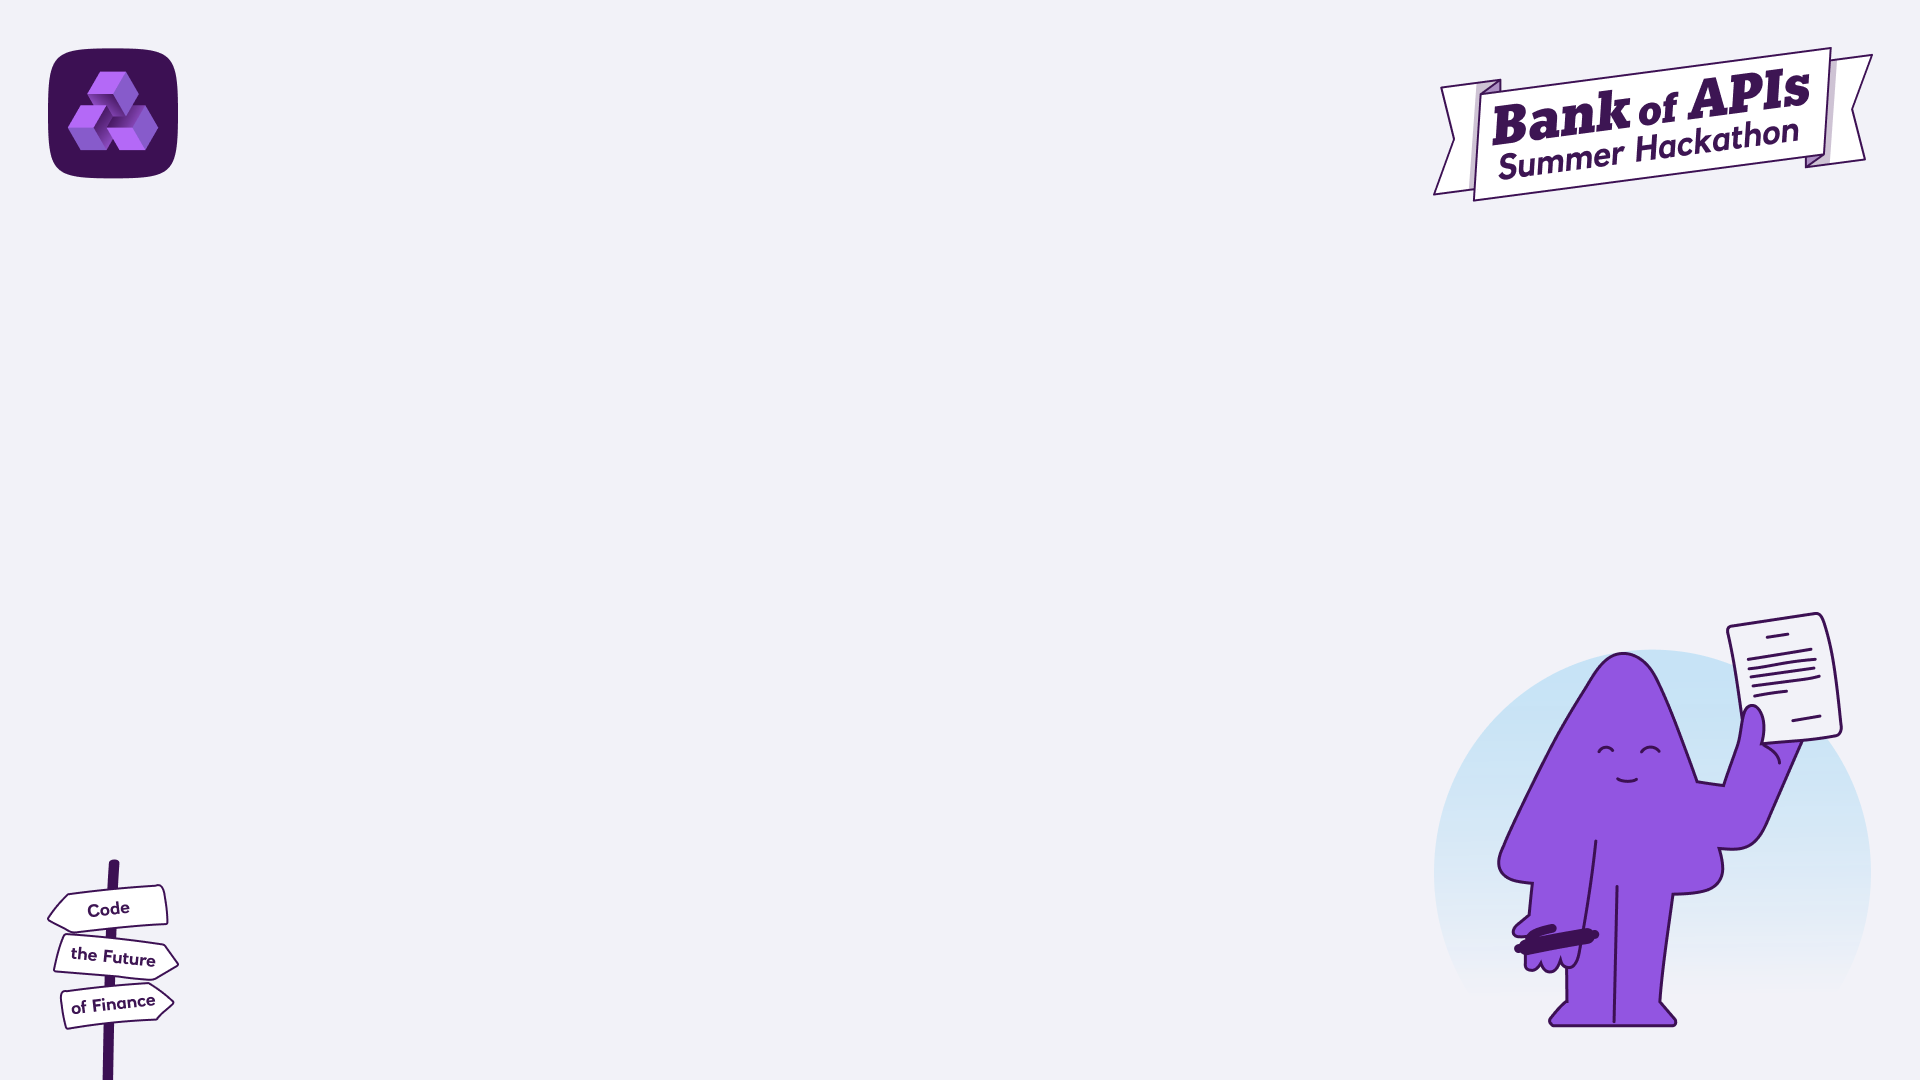 Bank of APIs
Summer Hackathon
Code
the Future
of Finance